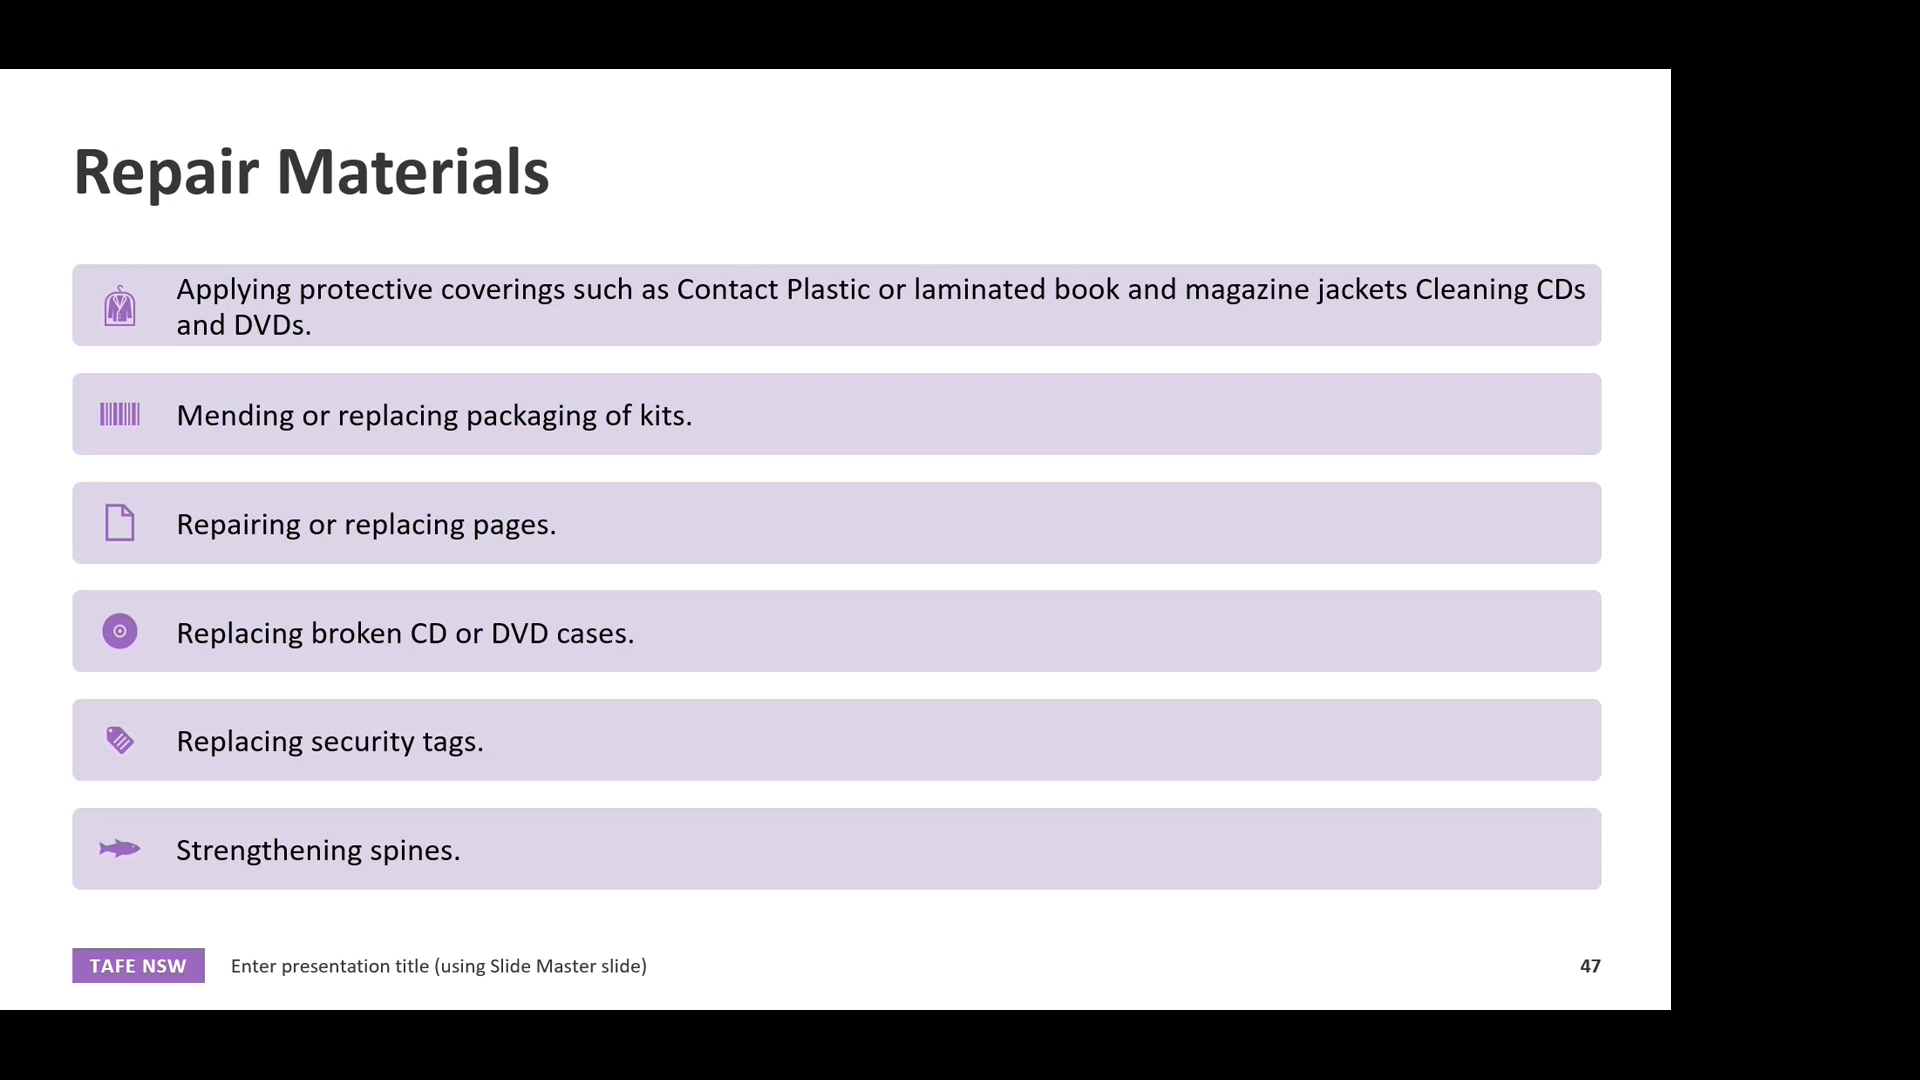 Repair Materials
Applying protective coverings such as Contact Plastic or laminated book and magazine jackets Cleaning CDs
and DVDs.
Mending or replacing packaging of kits.
Repairing or replacing pages.
Replacing broken CD or DVD cases.
Replacing security tags.
Strengthening spines.
TAFE NSW
Enter presentation title (using Slide Master slide)
47